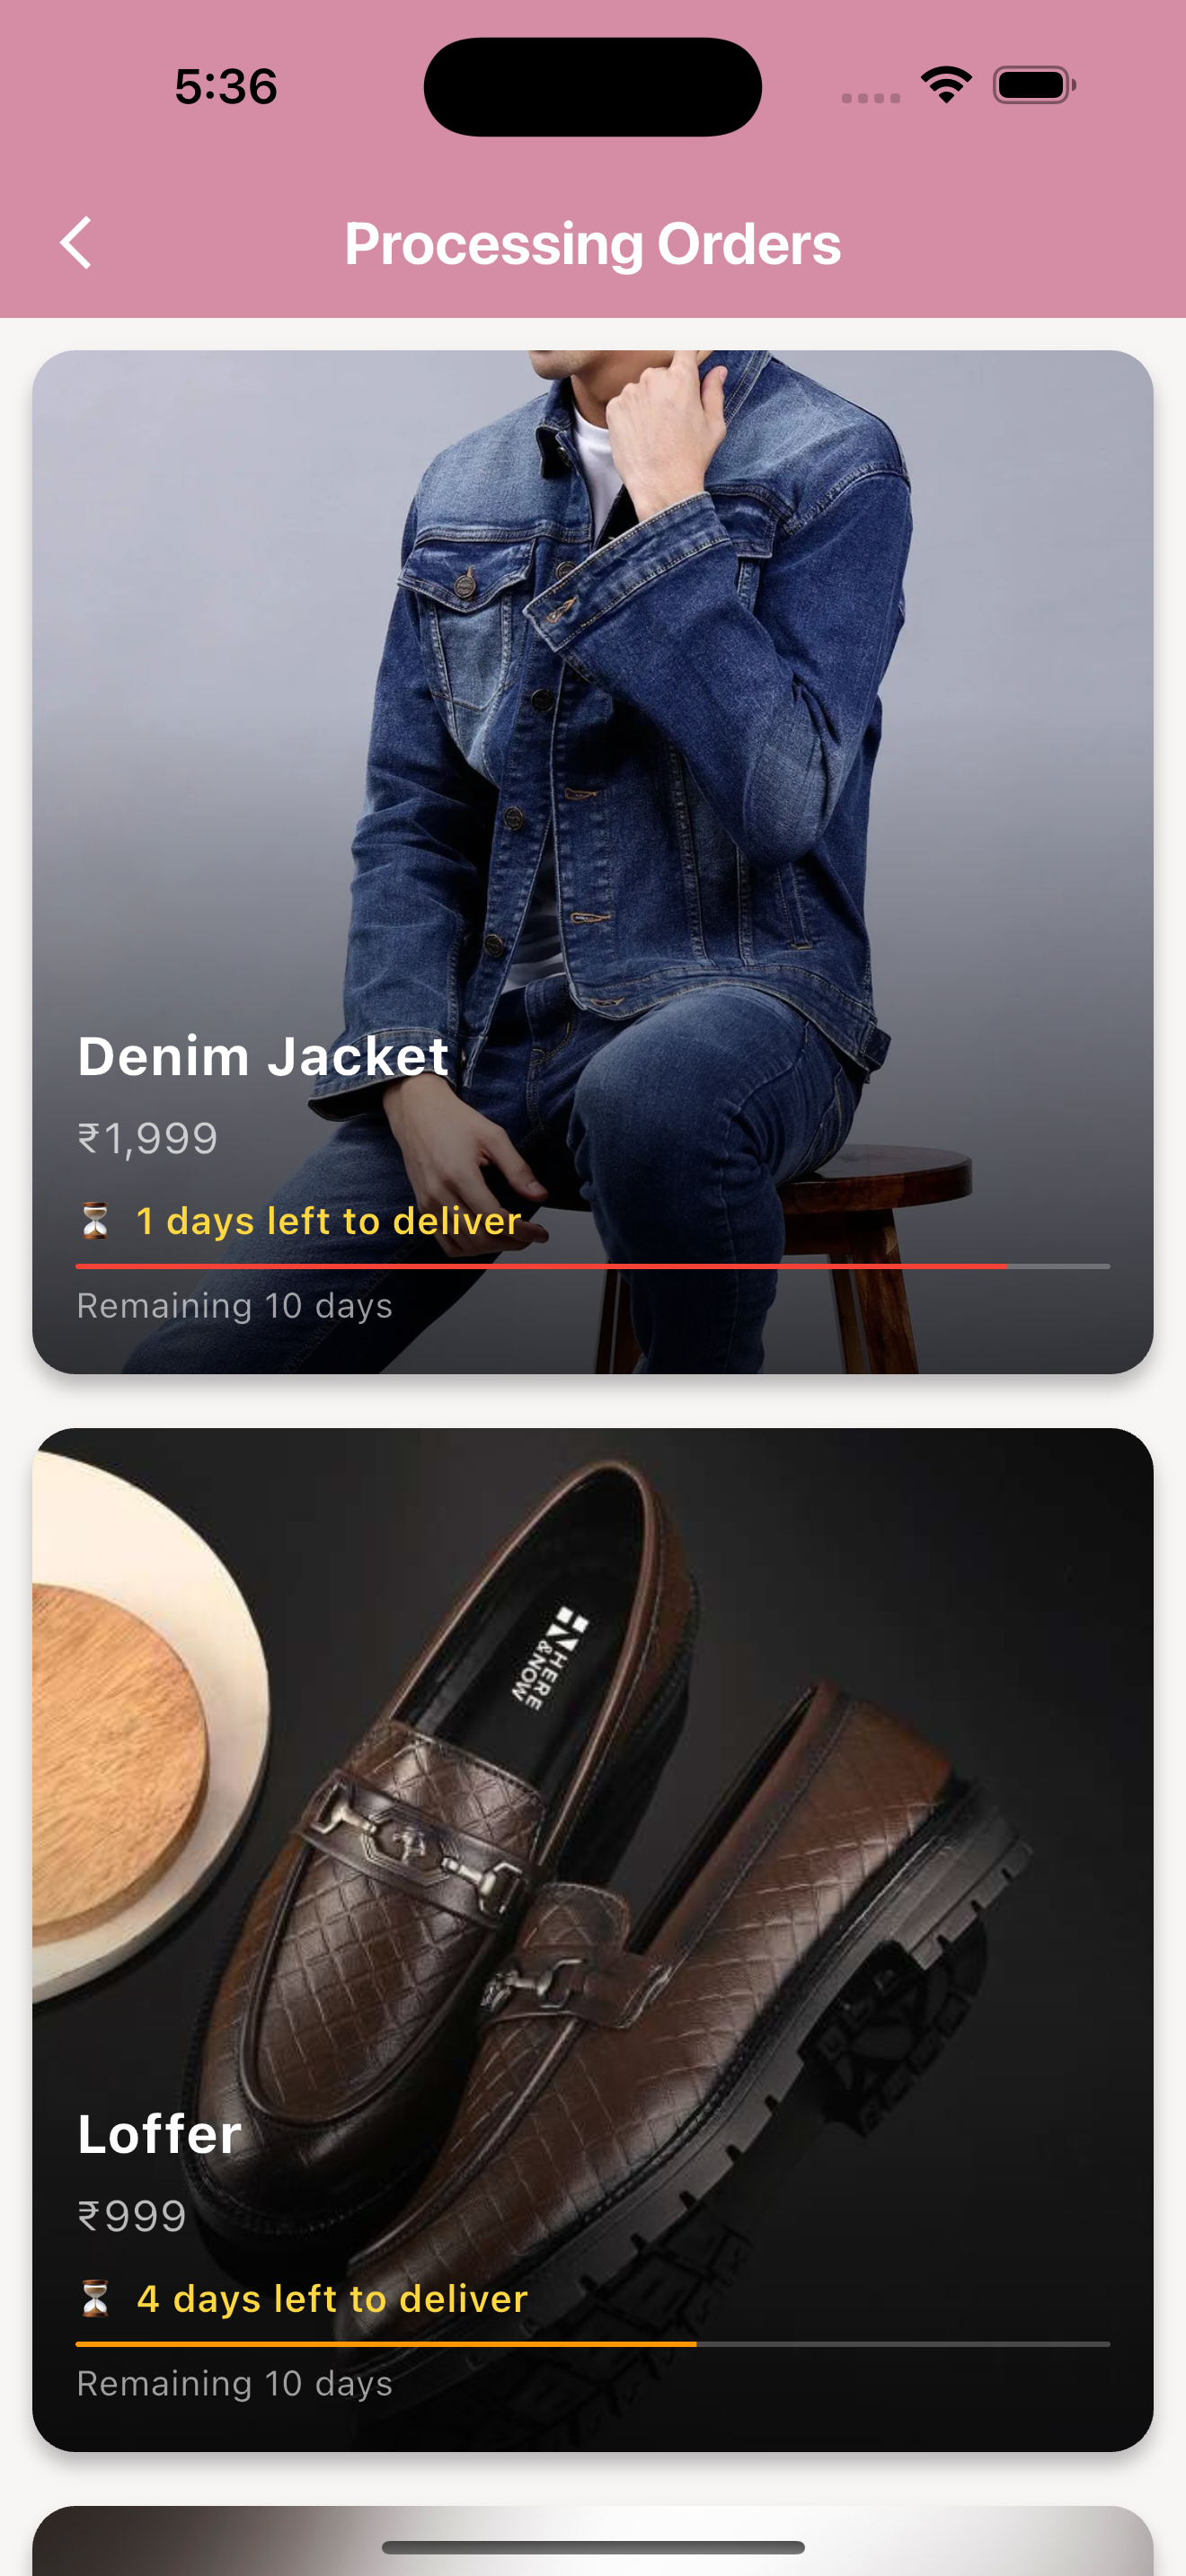 5:36
Processing Orders
Denim Jacket
₹1,999
⏳ 1 days left to deliver
Remaining 10 days
HERE
&NOW
Loffer
₹999
⏳ 4 days left to deliver
Remaining 10 days